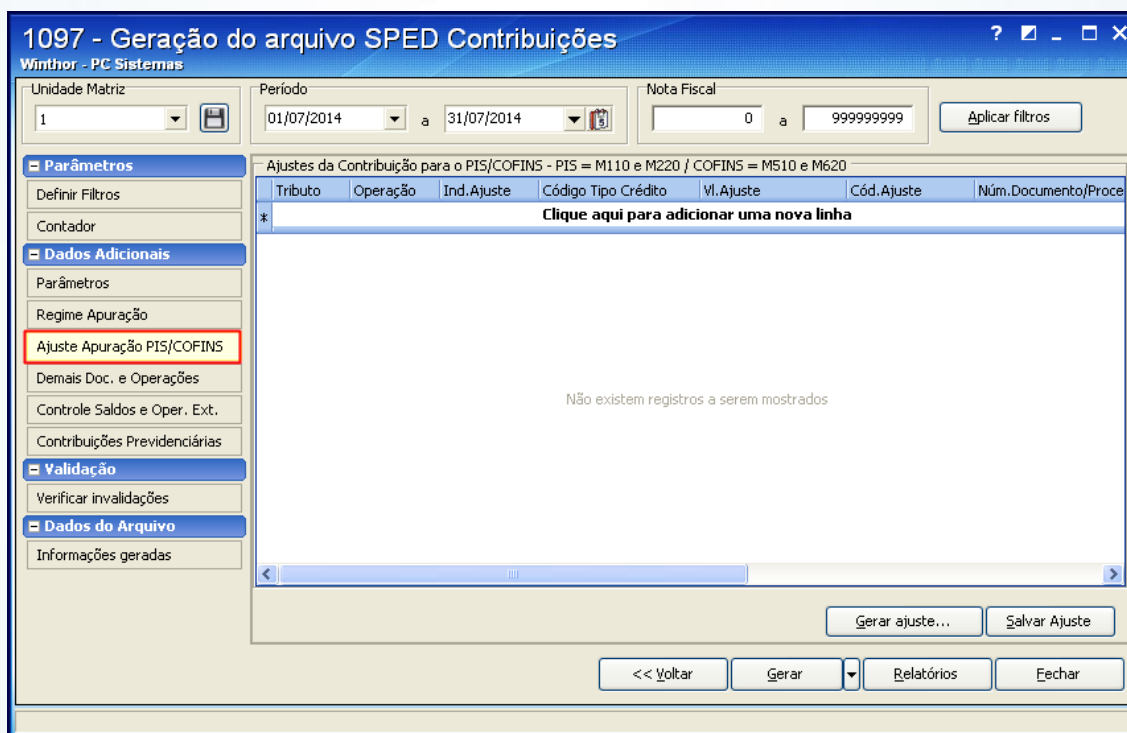 1097 - Geração do arquivo SPED Contribuições
Winthor - PC Sistemas
Unidade Matriz
1
Período
01/07/2014 a 31/07/2014
Nota Fiscal
0 a 999999999
Aplicar filtros
Parâmetros
Definir Filtros
Contador
Dados Adicionais
Parâmetros
Regime Apuração
Ajuste Apuração PIS/COFINS
Demais Doc. e Operações
Controle Saldos e Oper. Ext.
Contribuições Previdenciárias
Validação
Verificar invalidações
Dados do Arquivo
Informações geradas
Ajustes da Contribuição para o PIS/COFINS - PIS = M110 e M220 / COFINS = M510 e M620
Tributo Operação Ind.Ajuste Código Tipo Crédito Vl.Ajuste Cód.Ajuste Núm.Documento/Proce
* Clique aqui para adicionar uma nova linha
Não existem registros a serem mostrados
Gerar ajuste... Salvar Ajuste
<< Voltar Gerar Relatórios Fechar